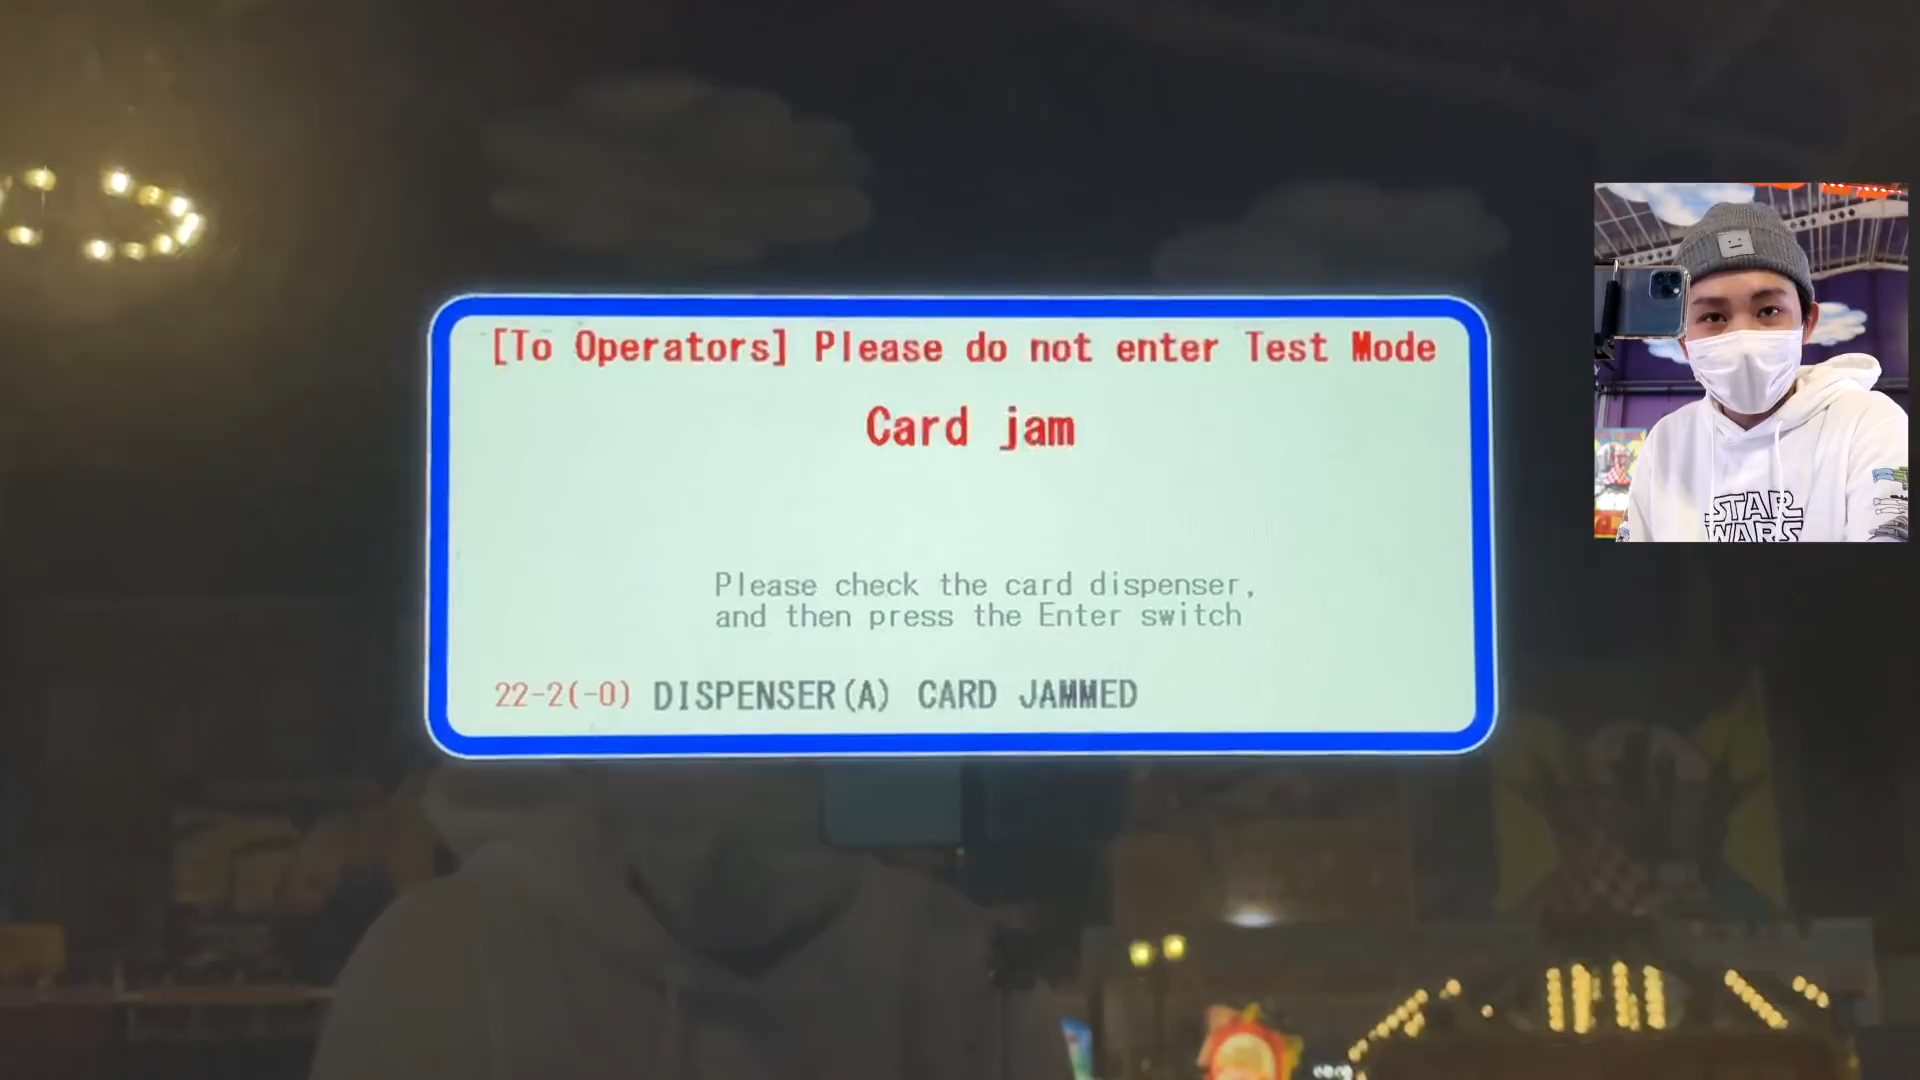 [To Operators] Please do not enter Test Mode
Card jam
Please check the card dispenser,
and then press the Enter switch
22-2(-0) DISPENSER(A) CARD JAMMED
STAR
WARS